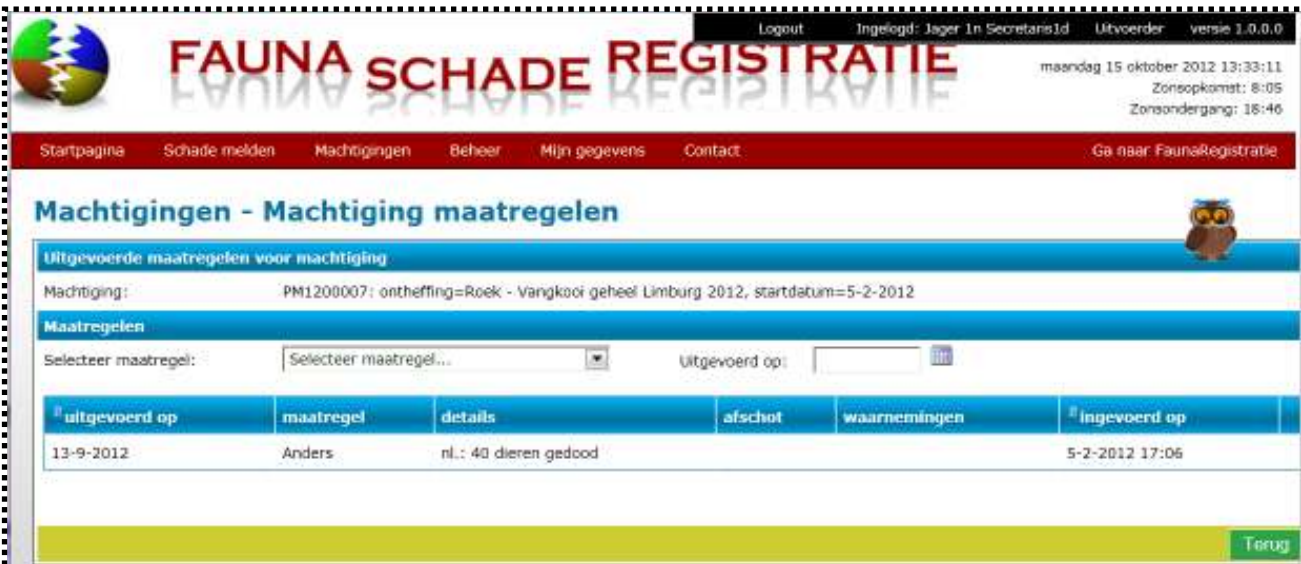 Logout Ingelogd: Jager 1n Secretaris1d Uitvoerder versie 1.0.0.0
FAUNA SCHADE REGISTRATIE
maandag 15 oktober 2012 13:33:11
Zonsopkomst: 8:05
Zonsondergang: 18:46
Startpagina Schade melden Machtigingen Beheer Mijn gegevens Contact Ga naar FaunaRegistratie
Machtigingen - Machtiging maatregelen
Uitgevoerde maatregelen voor machtiging
Machtiging: PM1200007: ontheffing=Roek - Vangkooi geheel Limburg 2012, startdatum=5-2-2012
Maatregelen
Selecteer maatregel: Selecteer maatregel... Uitgevoerd op:
uitgevoerd op maatregel details afschot waarnemingen ingevoerd op
13-9-2012 Anders nl.: 40 dieren gedood 5-2-2012 17:06
Terug